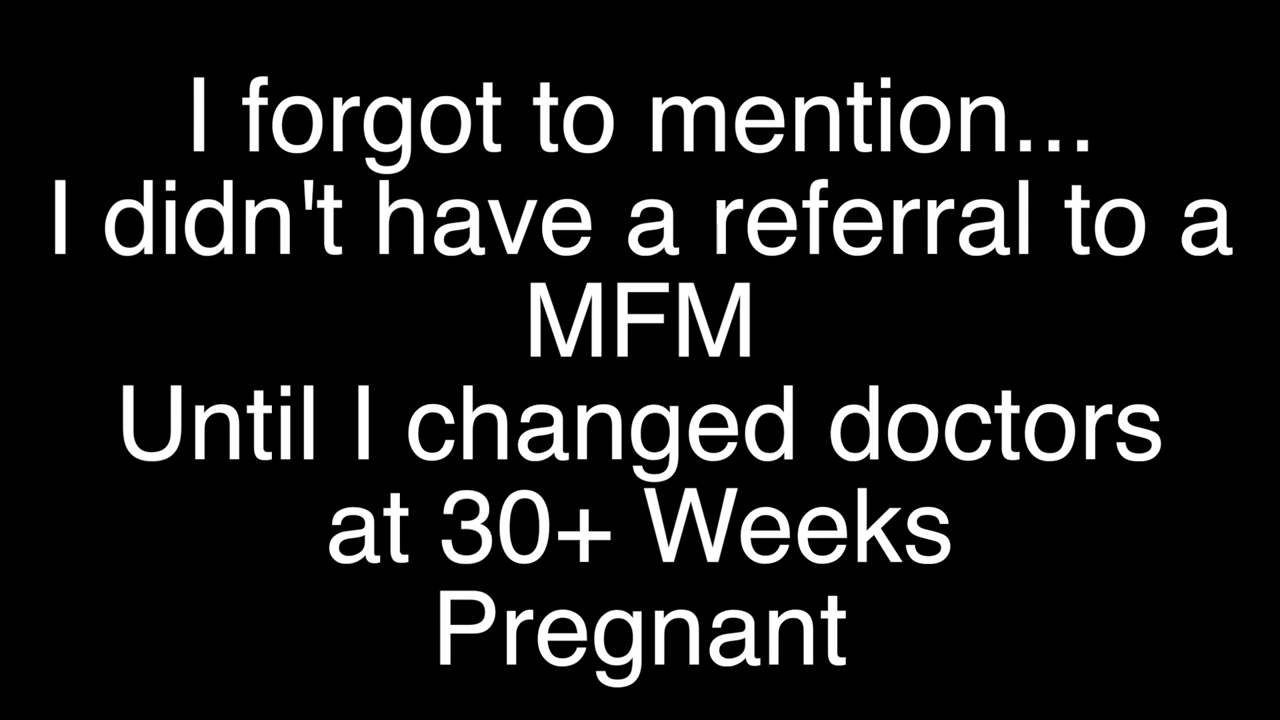 I forgot to mention...
I didn't have a referral to a
MFM
Until I changed doctors
at 30+ Weeks
Pregnant